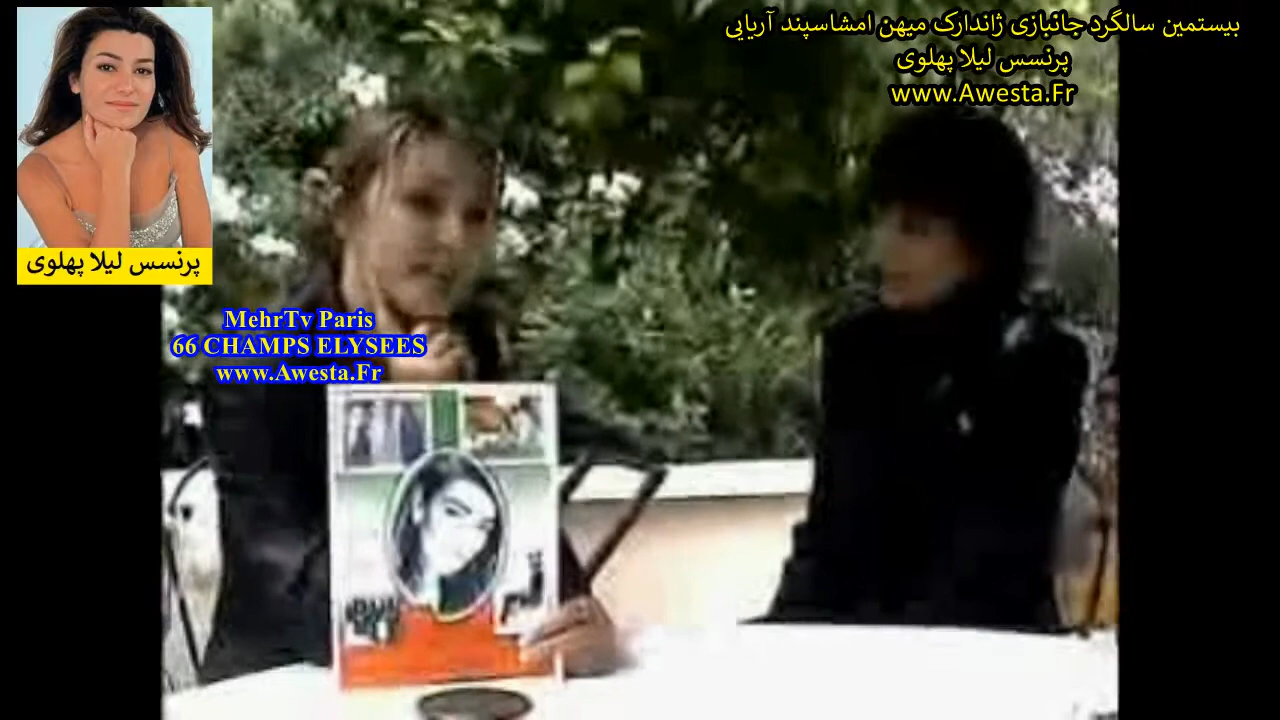 بیستمین سالگرد جانبازی ژاندارک میهن امشاسپند آریایی
پرنسس لیلا پهلوی
www.Awesta.Fr
پرنسس لیلا پهلوی
MehrTv Paris
66 CHAMPS ELYSEES
www.Awesta.Fr